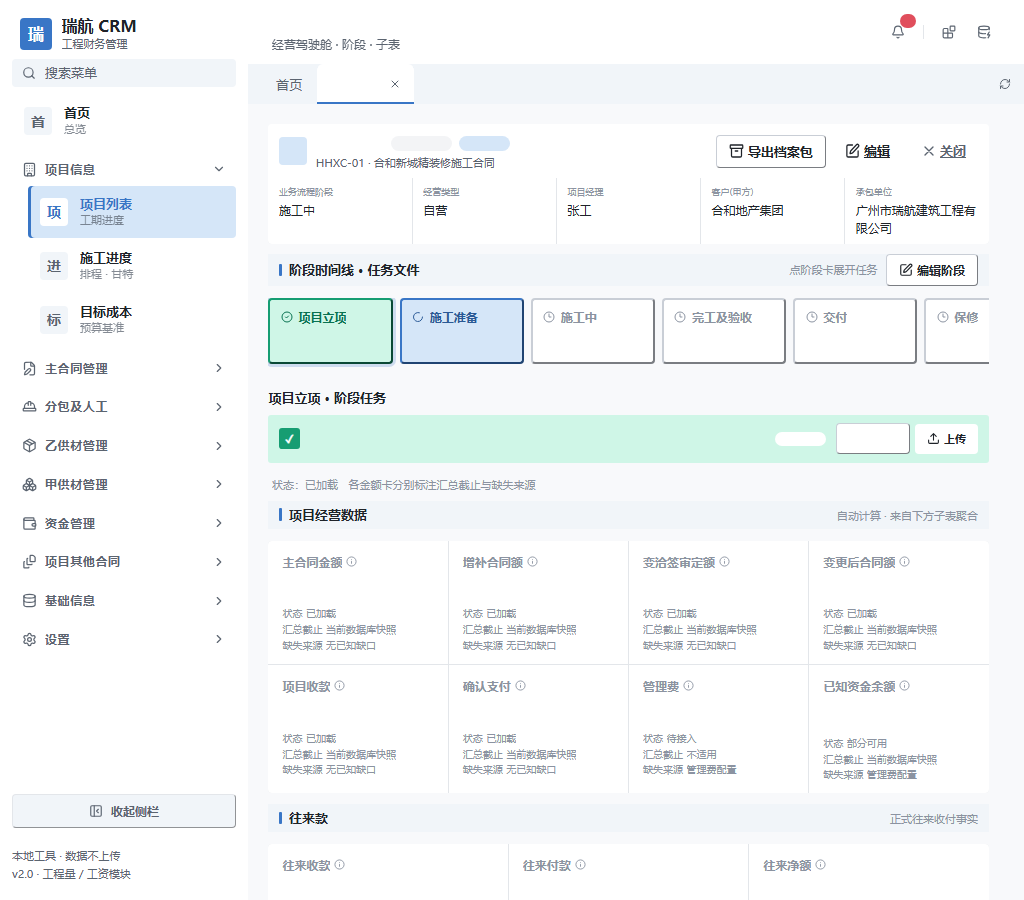 瑞
瑞航 CRM
工程财务管理
搜索菜单
首
首页
总览
项目信息
项
项目列表
工期进度
进
施工进度
排程 · 甘特
标
目标成本
预算基准
主合同管理
分包及人工
乙供材管理
甲供材管理
资金管理
项目其他合同
基础信息
设置
收起侧栏
本地工具 · 数据不上传
v2.0 · 工程量 / 工资模块
经营驾驶舱 · 阶段 · 子表
首页
HHXC-01 · 合和新城精装修施工合同
导出档案包
编辑
关闭
业务流程阶段
施工中
经营类型
自营
项目经理
张工
客户(甲方)
合和地产集团
承包单位
广州市瑞航建筑工程有
限公司
阶段时间线 • 任务文件
点阶段卡展开任务
编辑阶段
项目立项
施工准备
施工中
完工及验收
交付
保修
项目立项 • 阶段任务
上传
状态：已加载 各金额卡分别标注汇总截止与缺失来源
项目经营数据
自动计算 · 来自下方子表聚合
主合同金额
状态 已加载
汇总截止 当前数据库快照
缺失来源 无已知缺口
增补合同额
状态 已加载
汇总截止 当前数据库快照
缺失来源 无已知缺口
变洽签审定额
状态 已加载
汇总截止 当前数据库快照
缺失来源 无已知缺口
变更后合同额
状态 已加载
汇总截止 当前数据库快照
缺失来源 无已知缺口
项目收款
状态 已加载
汇总截止 当前数据库快照
缺失来源 无已知缺口
确认支付
状态 已加载
汇总截止 当前数据库快照
缺失来源 无已知缺口
管理费
状态 待接入
汇总截止 不适用
缺失来源 管理费配置
已知资金余额
状态 部分可用
汇总截止 当前数据库快照
缺失来源 管理费配置
往来款
正式往来收付事实
往来收款
往来付款
往来净额